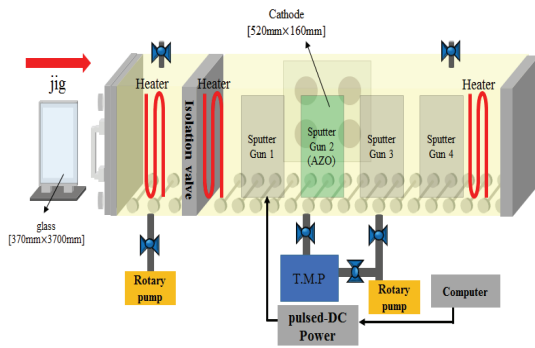 Cathode
[520mm×160mm]
jig
Heater
Heater
Heater
Isolation valve
Sputter
Gun 1
Sputter
Gun 2
(AZO)
Sputter
Gun 3
Sputter
Gun 4
glass
[370mm×3700mm]
Rotary
pump
T.M.P
Rotary
pump
Computer
pulsed-DC
Power